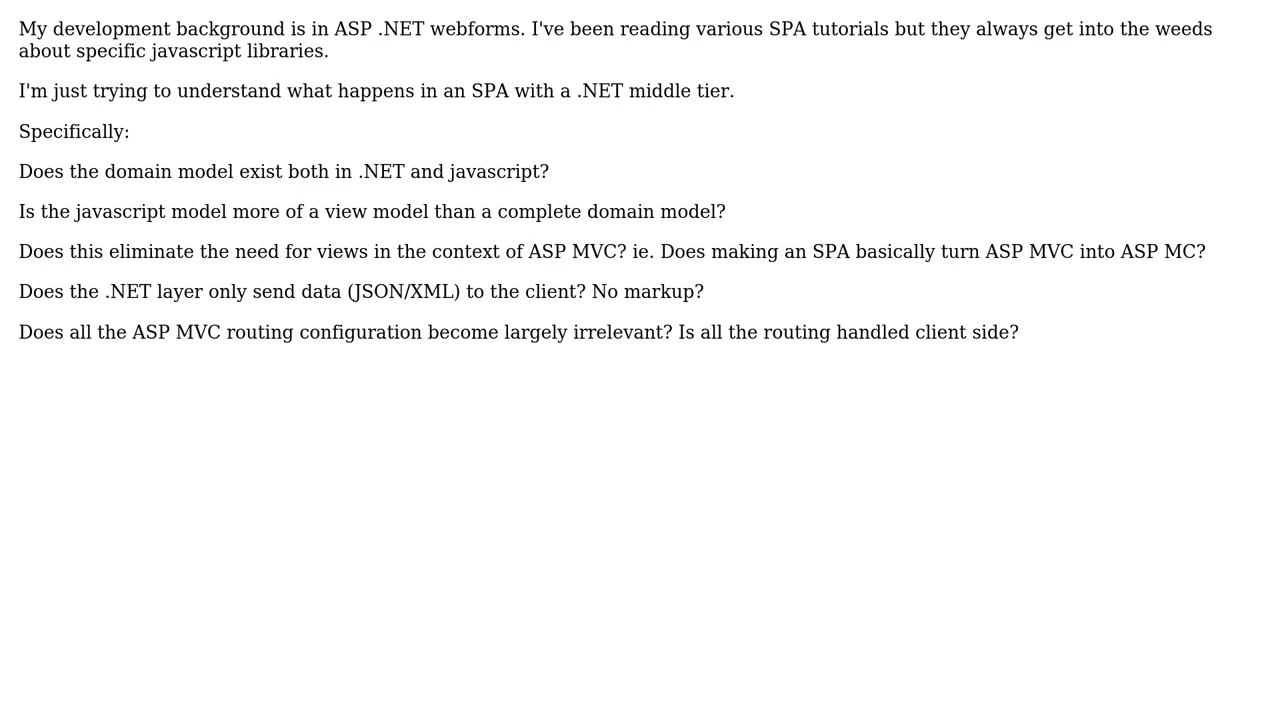 My development background is in ASP .NET webforms. I've been reading various SPA tutorials but they always get into the weeds
about specific javascript libraries.
I'm just trying to understand what happens in an SPA with a .NET middle tier.
Specifically:
Does the domain model exist both in .NET and javascript?
Is the javascript model more of a view model than a complete domain model?
Does this eliminate the need for views in the context of ASP MVC? ie. Does making an SPA basically turn ASP MVC into ASP MC?
Does the .NET layer only send data (JSON/XML) to the client? No markup?
Does all the ASP MVC routing configuration become largely irrelevant? Is all the routing handled client side?